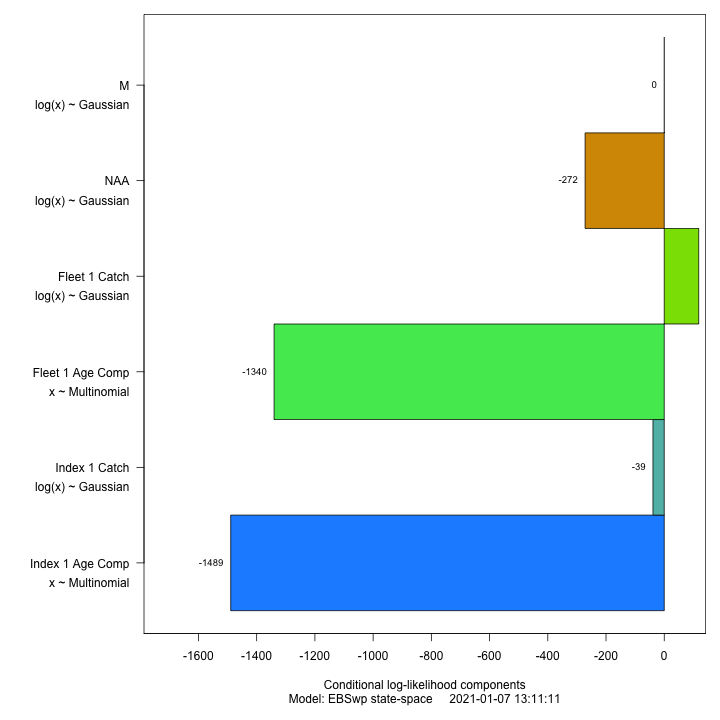 M
log(x) ~ Gaussian
0
NAA
log(x) ~ Gaussian
-272
Fleet 1 Catch
log(x) ~ Gaussian
Fleet 1 Age Comp
x ~ Multinomial
-1340
Index 1 Catch
log(x) ~ Gaussian
-39
Index 1 Age Comp
x ~ Multinomial
-1489
-1600 -1400 -1200 -1000 -800 -600 -400 -200 0
Conditional log-likelihood components
Model: EBSwp state-space 2021-01-07 13:11:11